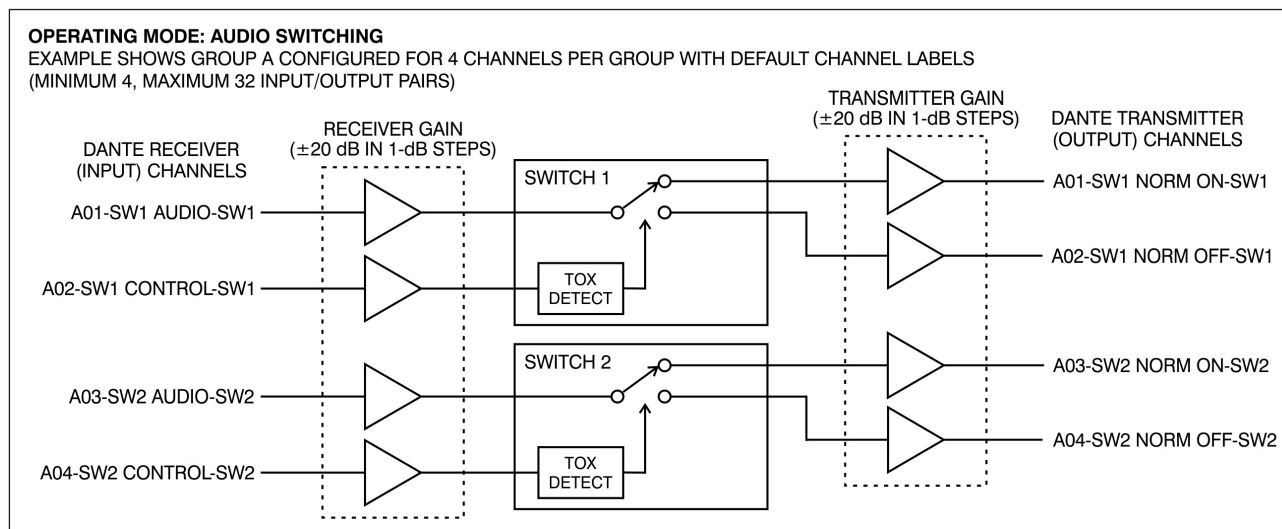 OPERATING MODE: AUDIO SWITCHING
EXAMPLE SHOWS GROUP A CONFIGURED FOR 4 CHANNELS PER GROUP WITH DEFAULT CHANNEL LABELS
(MINIMUM 4, MAXIMUM 32 INPUT/OUTPUT PAIRS)
DANTE RECEIVER
(INPUT) CHANNELS
RECEIVER GAIN
(±20 dB IN 1-dB STEPS)
TRANSMITTER GAIN
(±20 dB IN 1-dB STEPS)
DANTE TRANSMITTER
(OUTPUT) CHANNELS
A01-SW1 AUDIO-SW1
A02-SW1 CONTROL-SW1
SWITCH 1
TOX
DETECT
A01-SW1 NORM ON-SW1
A02-SW1 NORM OFF-SW1
A03-SW2 AUDIO-SW2
A04-SW2 CONTROL-SW2
SWITCH 2
TOX
DETECT
A03-SW2 NORM ON-SW2
A04-SW2 NORM OFF-SW2